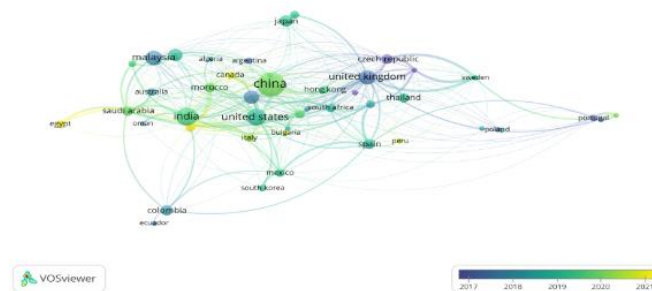 japan
malaysia
algeria
argentina
czech republic
canada
china
united kingdom
sweden
australia
morocco
hong kong
thailand
saudi arabia
south africa
egypt
oman
india
united states
portugal
bulgaria
poland
italy
spain
peru
mexico
south korea
colombia
ecuador
VOSviewer
2017 2018 2019 2020 2021